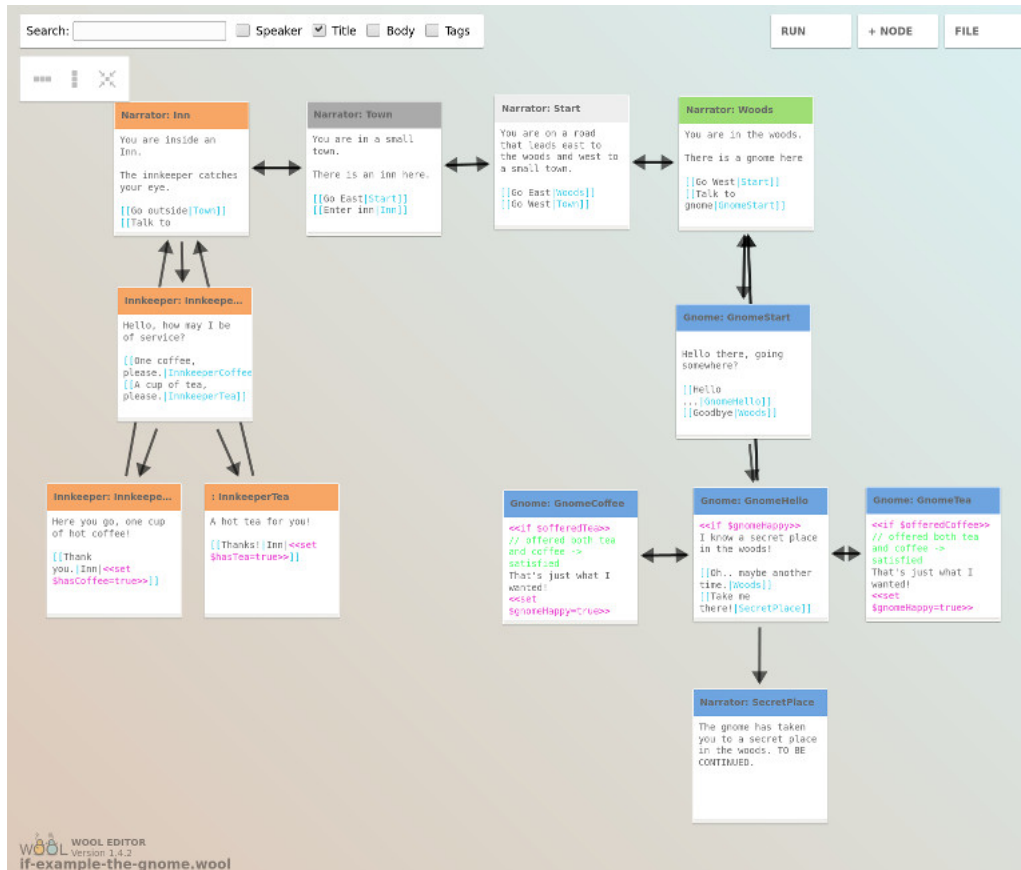 Search:
Speaker
Title
Body
Tags
RUN
+ NODE
FILE
Narrator: Inn
You are inside an
Inn.
The innkeeper catches
your eye.
[[Go outside|Town]]
[[Talk to
Narrator: Town
You are in a small
town.
There is an inn here.
[[Go East|Start]]
[[Enter inn|Inn]]
Narrator: Start
You are on a road
that leads east to
the woods and west to
a small town.
[[Go East|Woods]]
[[Go West|Town]]
Narrator: Woods
You are in the woods.
There is a gnome here
[[Go West|Start]]
[[Talk to
gnome|GnomeStart]]
Innkeeper: Innkeepe...
Hello, how may I be
of service?
[[One coffee,
please.|InnkeeperCoffee
[[A cup of tea,
please.|InnkeeperTea]]
Gnome: GnomeStart
Hello there, going
somewhere?
[[Hello
...|GnomeHello]]
[[Goodbye|Woods]]
Innkeeper: Innkeepe...
Here you go, one cup
of hot coffee!
[[Thank
you.|Inn|<<set
$hasCoffee=true>>]]
: InnkeeperTea
A hot tea for you!
[[Thanks!|Inn|<<set
$hasTea=true>>]]
Gnome: GnomeCoffee
<<if $offeredTea>>
// offered both tea
and coffee ->
satisfied
That's just what I
wanted!
<<set
$gnomeHappy=true>>
Gnome: GnomeHello
<<if $gnomeHappy>>
I know a secret place
in the woods!
[[Oh.. maybe another
time.|Woods]]
[[Take me
there!|SecretPlace]]
Gnome: GnomeTea
<<if $offeredCoffee>>
// offered both tea
and coffee ->
satisfied
That's just what I
wanted!
<<set
$gnomeHappy=true>>
Narrator: SecretPlace
The gnome has taken
you to a secret place
in the woods. TO BE
CONTINUED.
WOOL
WOOL EDITOR
Version 1.4.2
if-example-the-gnome.wool